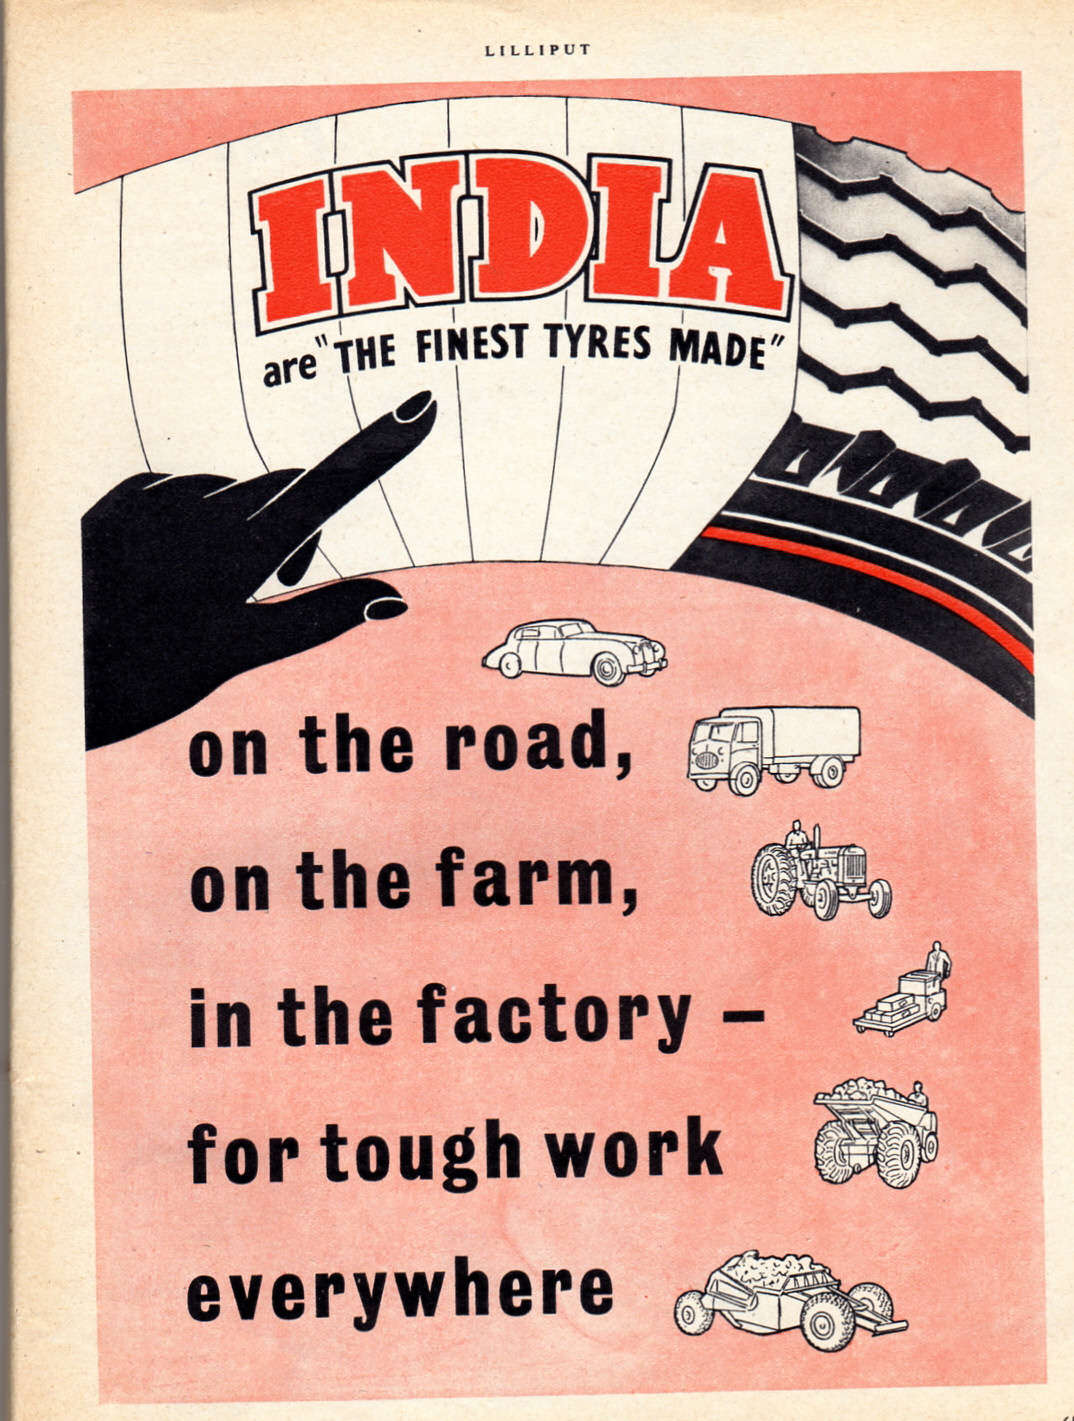 LILLIPUT
INDIA
are "THE FINEST TYRES MADE"
on the road,
on the farm,
in the factory –
for tough work
everywhere